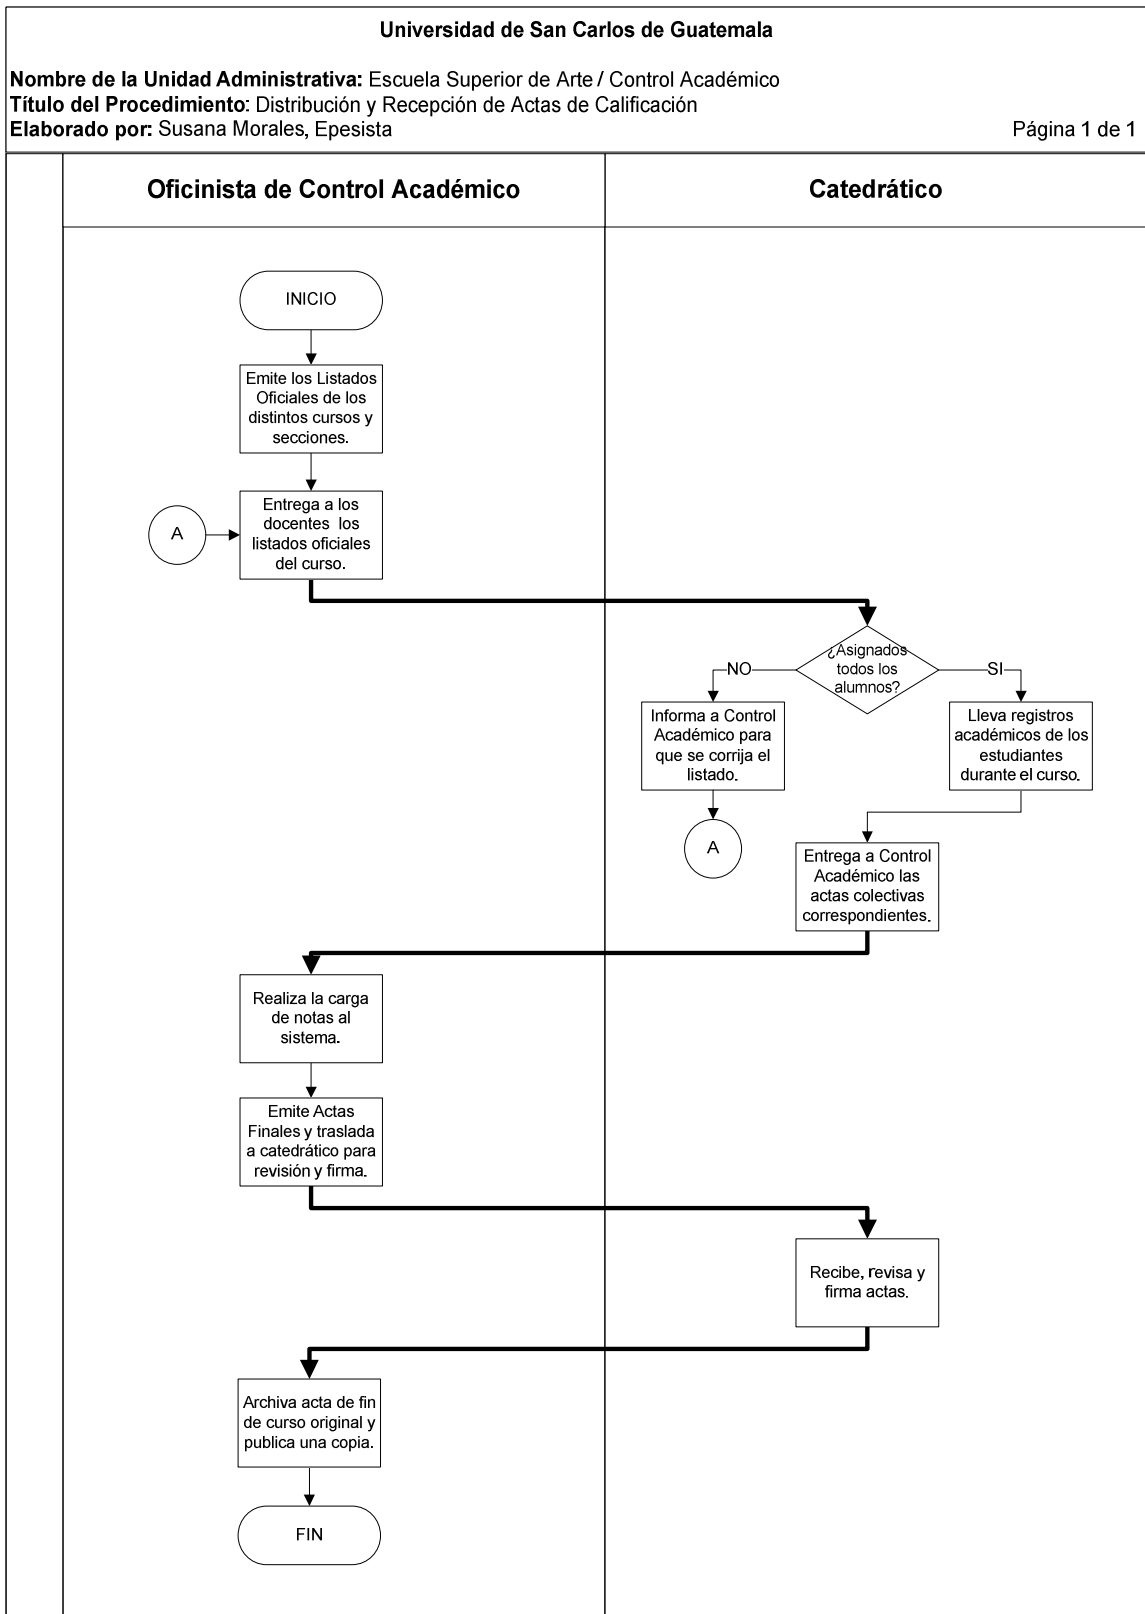 Universidad de San Carlos de Guatemala
Nombre de la Unidad Administrativa: Escuela Superior de Arte / Control Académico
Título del Procedimiento: Distribución y Recepción de Actas de Calificación
Elaborado por: Susana Morales, Epesista
Página 1 de 1
Oficinista de Control Académico
Catedrático
INICIO
Emite los Listados
Oficiales de los
distintos cursos y
secciones.
A
Entrega a los
docentes los
listados oficiales
del curso.
¿Asignados
todos los
alumnos?
NO
SI
Informa a Control
Académico para
que se corrija el
listado.
Lleva registros
académicos de los
estudiantes
durante el curso.
A
Entrega a Control
Académico las
actas colectivas
correspondientes.
Realiza la carga
de notas al
sistema.
Emite Actas
Finales y traslada
a catedrático para
revisión y firma.
Recibe, revisa y
firma actas.
Archiva acta de fin
de curso original y
publica una copia.
FIN